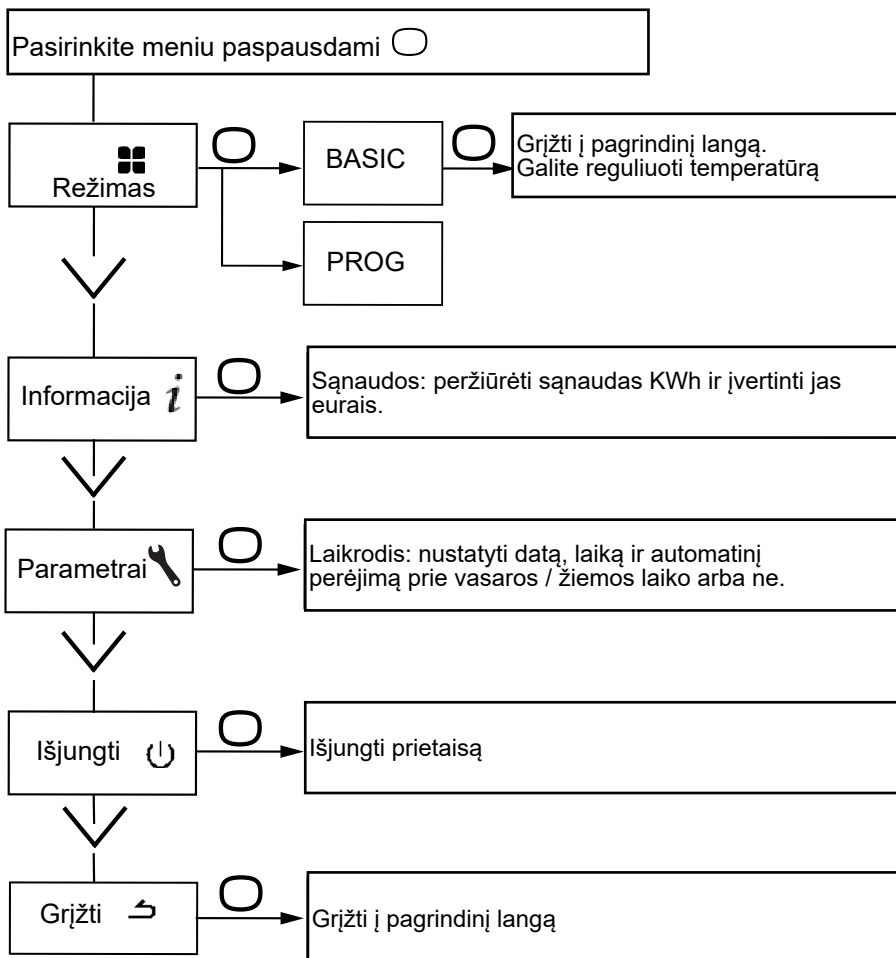 Pasirinkite meniu paspausdami
Režimas
BASIC
Grįžti į pagrindinį langą.
Galite reguliuoti temperatūrą
PROG
Informacija
Sąnaudos: peržiūrėti sąnaudas KWh ir įvertinti jas
eurais.
Parametrai
Laikrodis: nustatyti datą, laiką ir automatinį
perėjimą prie vasaros / žiemos laiko arba ne.
Išjungti
Išjungti prietaisą
Grįžti
Grįžti į pagrindinį langą